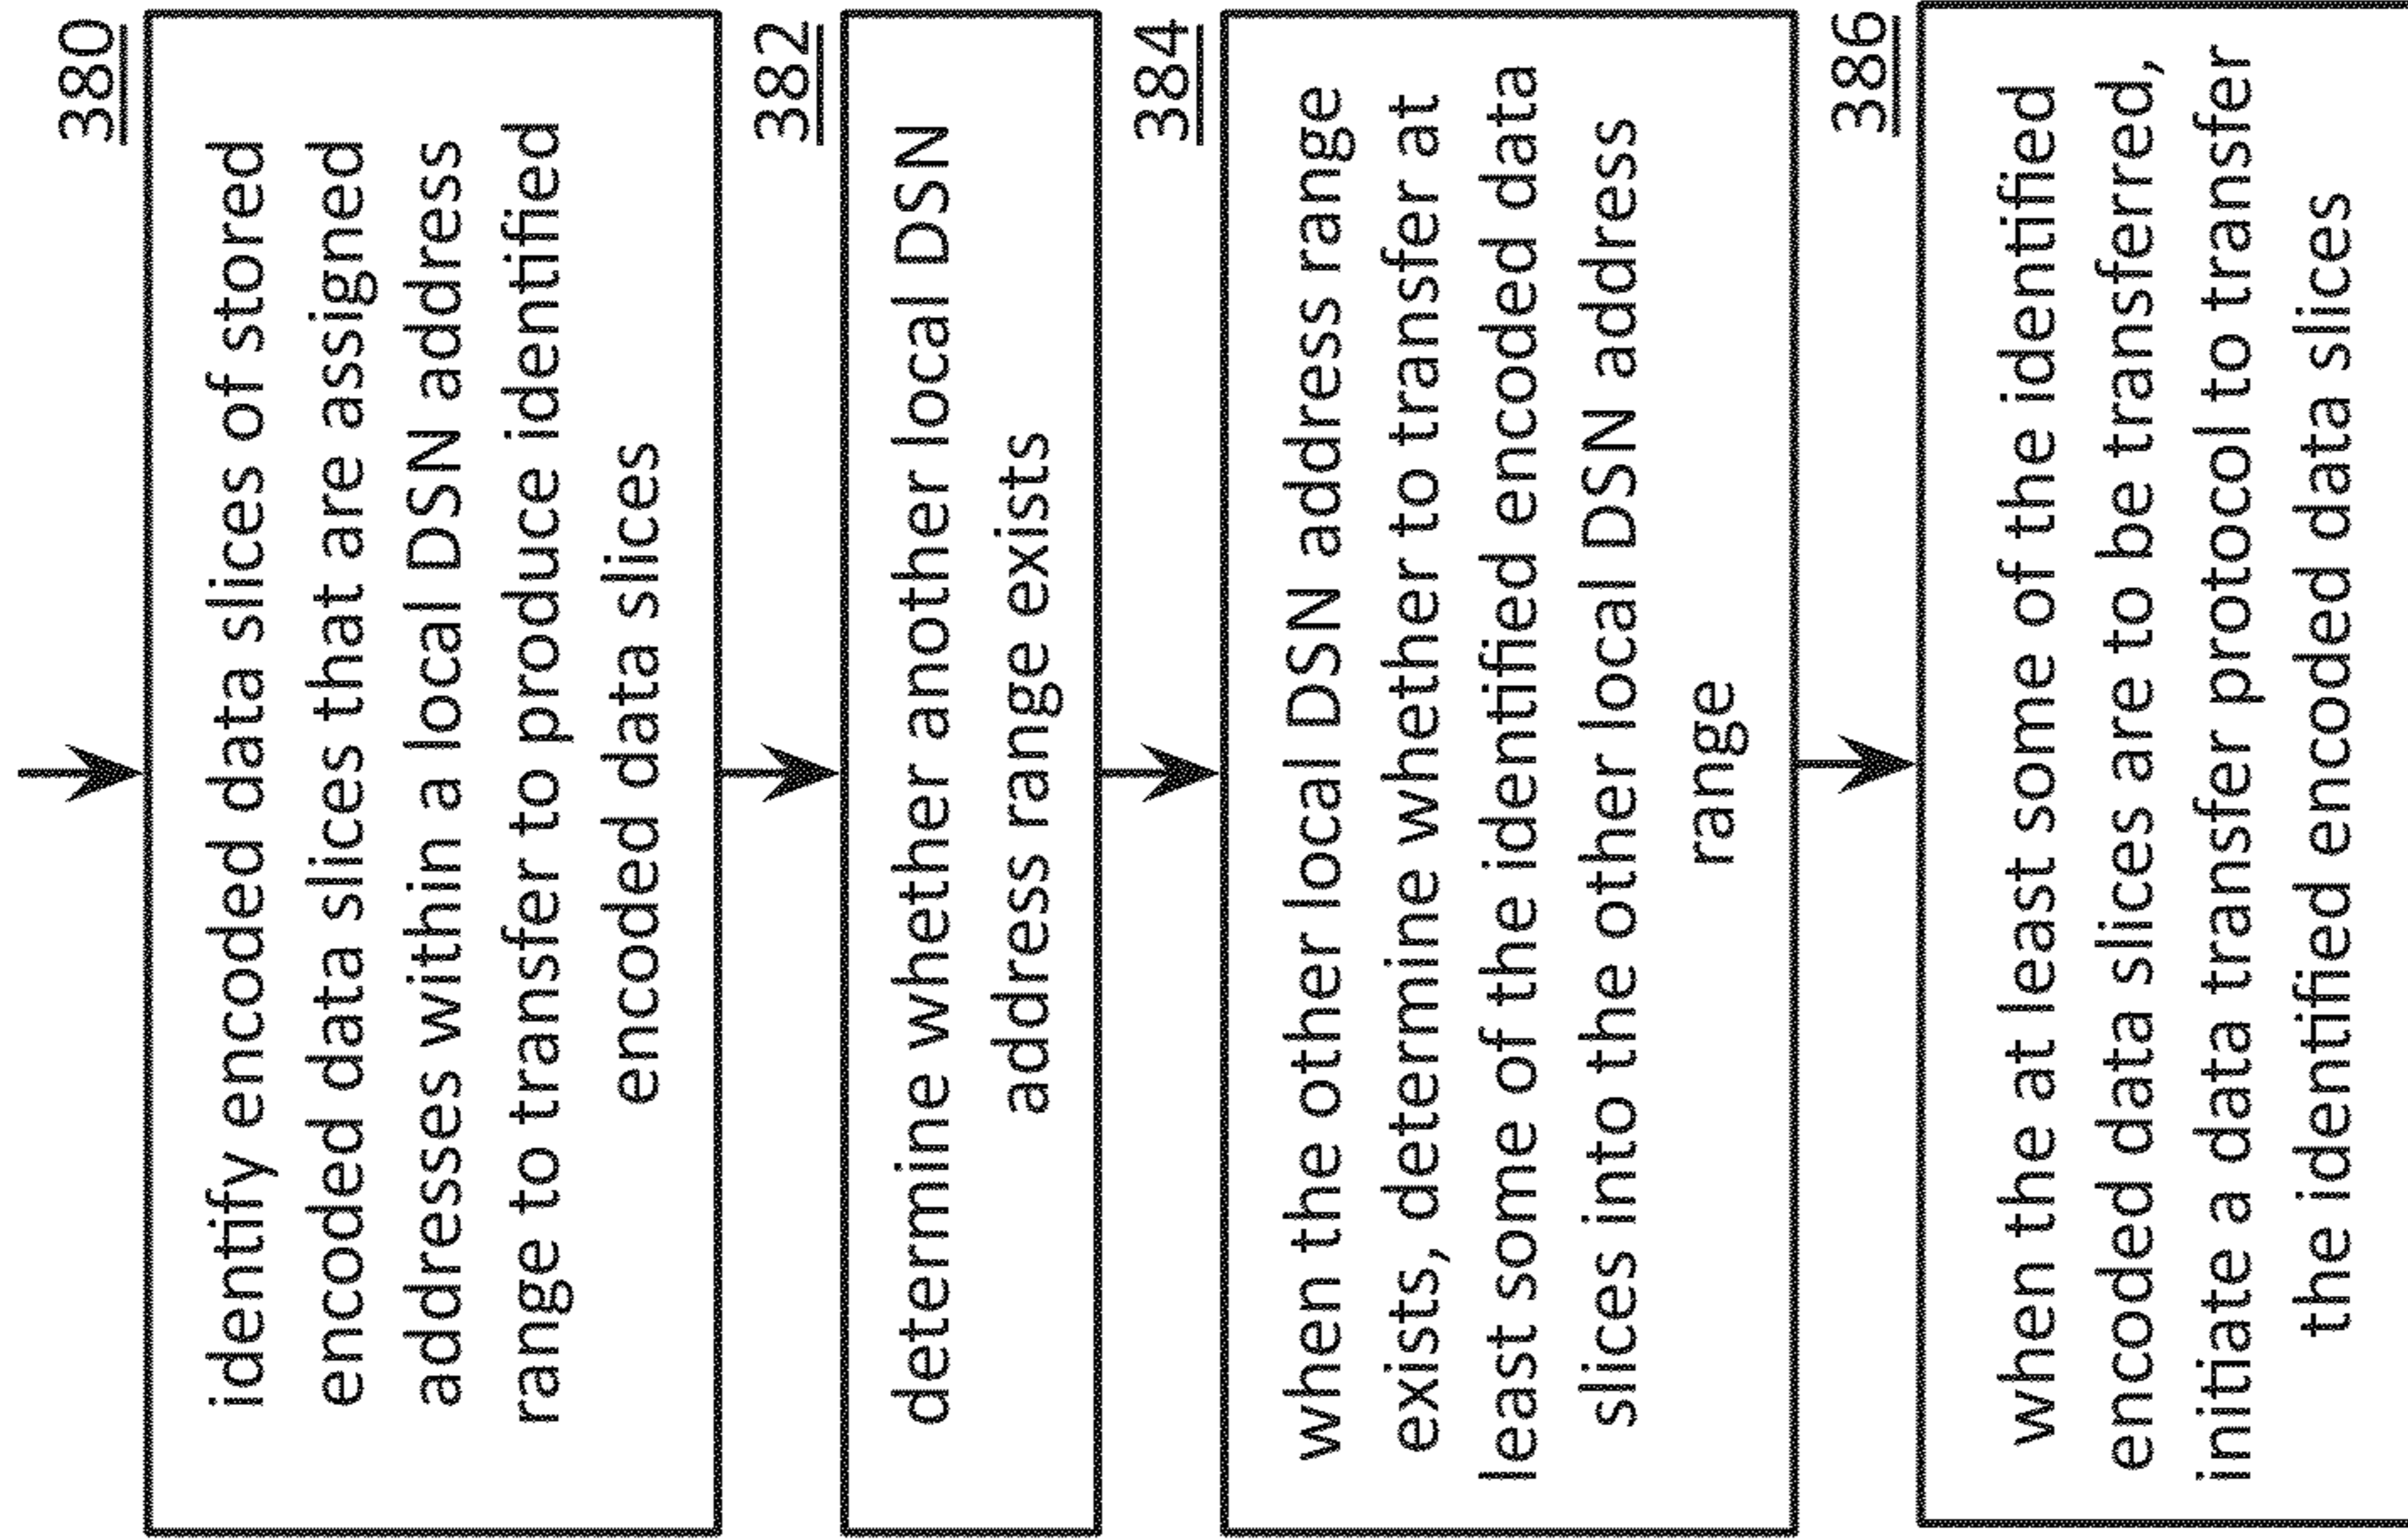 380
identify encoded data slices of stored
encoded data slices that are assigned
addresses within a local DSN address
range to transfer to produce identified
encoded data slices
382
determine whether another local DSN
address range exists
384
when the other local DSN address range
exists, determine whether to transfer at
least some of the identified encoded data
slices into the other local DSN address
range
386
when the at least some of the identified
encoded data slices are to be transferred,
initiate a data transfer protocol to transfer
the identified encoded data slices